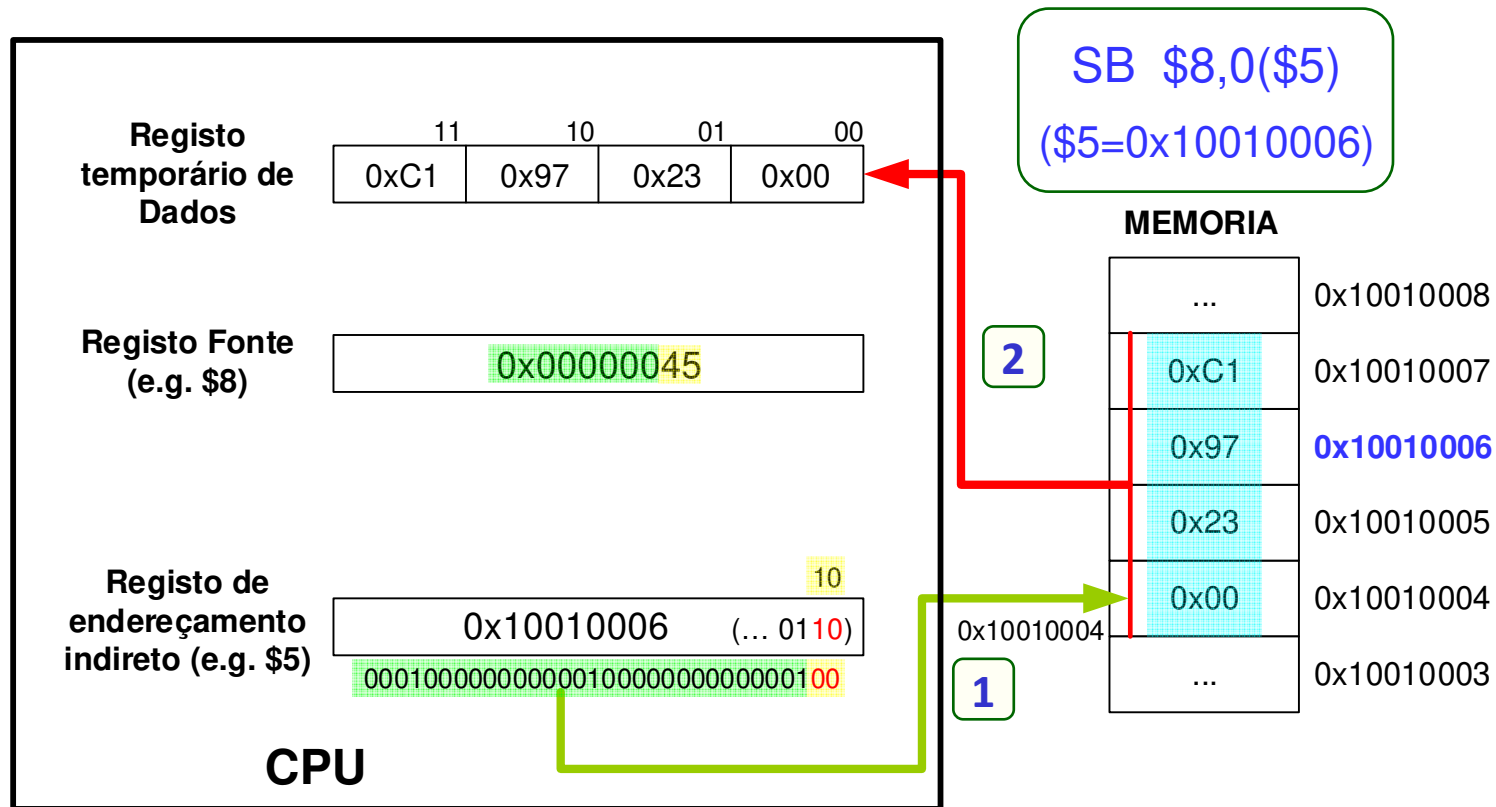 SB $8,0($5)
($5=0x10010006)
Registo
temporário de
Dados
11 10 01 00
0xC1 0x97 0x23 0x00
MEMORIA
... 0x10010008
0xC1 0x10010007
0x97 0x10010006
0x23 0x10010005
0x00 0x10010004
... 0x10010003
2
Registo Fonte
(e.g. $8)
0x00000045
Registo de
endereçamento
indireto (e.g. $5)
10
0x10010006 (... 0110)
00010000000000010000000000000100
0x10010004
1
CPU